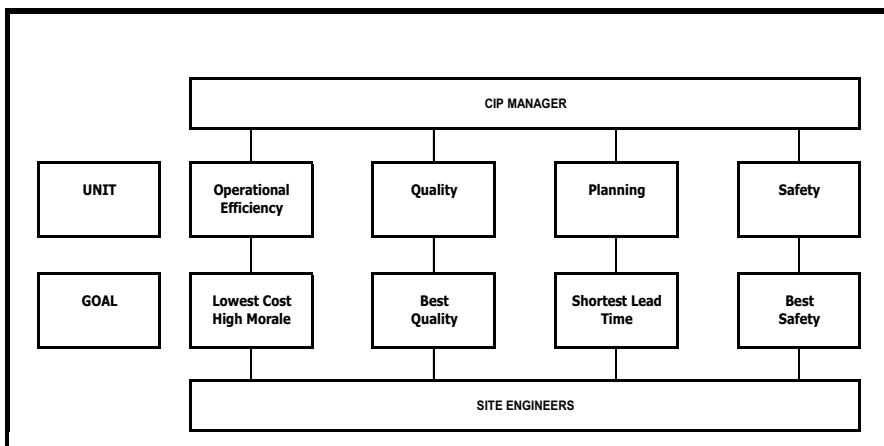 CIP MANAGER
UNIT
Operational
Efficiency
Quality
Planning
Safety
GOAL
Lowest Cost
High Morale
Best
Quality
Shortest Lead
Time
Best
Safety
SITE ENGINEERS